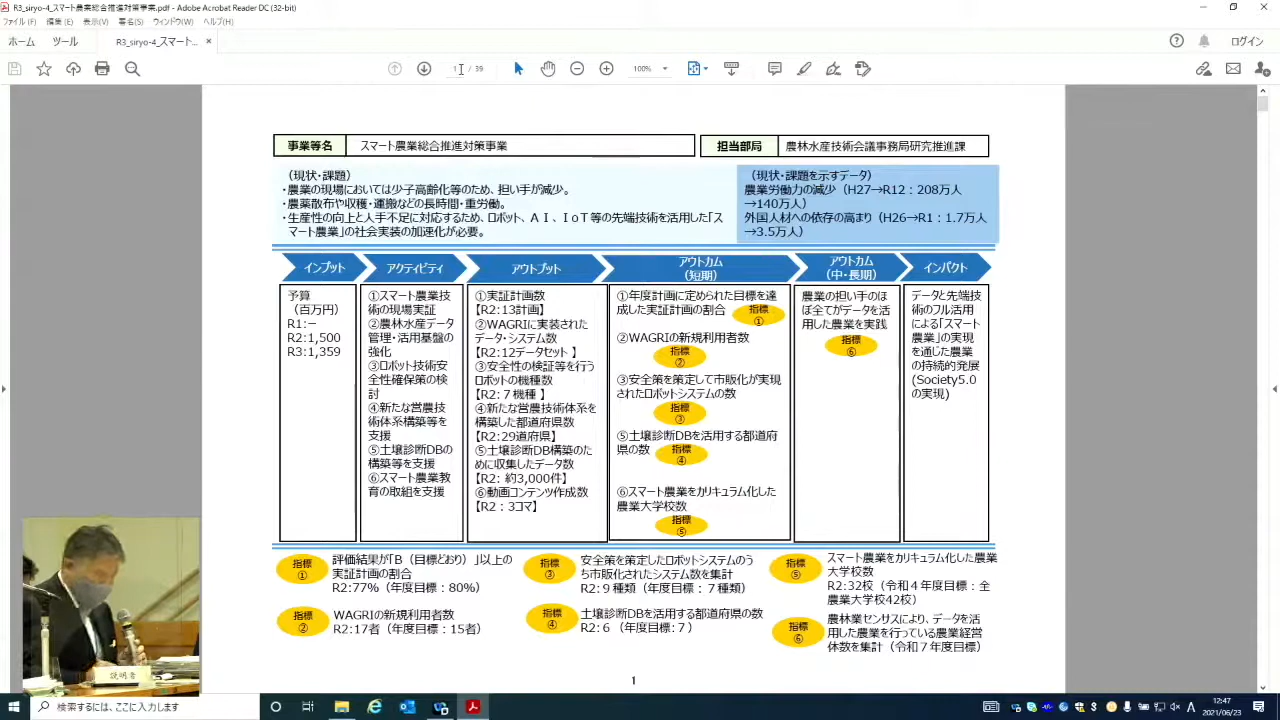 R3_siryo-4_スマート農業総合推進対策事業.pdf - Adobe Acrobat Reader DC (32-bit)
ファイル(F) 編集(E) 表示(V) 署名(S) ウィンドウ(W) ヘルプ(H)
ホーム ツール R3_siryo-4_スマート... × ログイン
1 / 39 100%
事業等名 スマート農業総合推進対策事業 担当部局 農林水産技術会議事務局研究推進課
(現状・課題)
・農業の現場においては少子高齢化等のため、担い手が減少。
・農薬散布や収穫・運搬などの長時間・重労働。
・生産性の向上と人手不足に対応するため、ロボット、AI、IoT等の先端技術を活用した「ス
マート農業」の社会実装の加速化が必要。
(現状・課題を示すデータ)
農業労働力の減少(H27→R12:208万人
→140万人)
外国人材への依存の高まり(H26→R1:1.7万人
→3.5万人)
インプット
予算
(百万円)
R1:-
R2:1,500
R3:1,359
アクティビティ
①スマート農業技
術の現場実証
②農林水産データ
管理・活用基盤の
強化
③ロボット技術安
全性確保策の検
討
④新たな営農技
術体系構築等を
支援
⑤土壌診断DBの
構築等を支援
⑥スマート農業教
育の取組を支援
アウトプット
①実証計画数
【R2:13計画】
②WAGRIに実装された
データ・システム数
【R2:12データセット 】
③安全性の検証等を行う
ロボットの機種数
【R2:7機種 】
④新たな営農技術体系を
構築した都道府県数
【R2:29道府県】
⑤土壌診断DB構築のた
めに収集したデータ数
【R2: 約3,000件】
⑥動画コンテンツ作成数
【R2:3コマ】
アウトカム
(短期)
①年度計画に定められた目標を達
成した実証計画の割合
指標
①
②WAGRIの新規利用者数
指標
②
③安全策を策定して市販化が実現
されたロボットシステムの数
指標
③
⑤土壌診断DBを活用する都道府
県の数
指標
④
⑥スマート農業をカリキュラム化した
農業大学校数
指標
⑤
アウトカム
(中・長期)
農業の担い手のほ
ぼ全てがデータを活
用した農業を実践
指標
⑥
インパクト
データと先端技
術のフル活用
による「スマート
農業」の実現
を通じた農業
の持続的発展
(Society5.0
の実現)
指標
①
評価結果が「B(目標どおり)」以上の
実証計画の割合
R2:77%(年度目標:80%)
指標
②
WAGRIの新規利用者数
R2:17者(年度目標:15者)
指標
③
安全策を策定したロボットシステムのう
ち市販化されたシステム数を集計
R2:9種類(年度目標:7種類)
指標
④
土壌診断DBを活用する都道府県の数
R2:6(年度目標:7)
指標
⑤
スマート農業をカリキュラム化した農業
大学校数
R2:32校(令和4年度目標:全
農業大学校42校)
指標
⑥
農林業センサスにより、データを活
用した農業を行っている農業経営
体数を集計(令和7年度目標)
1
説明者
検索するには、ここに入力します
A
12:47
2021/06/23